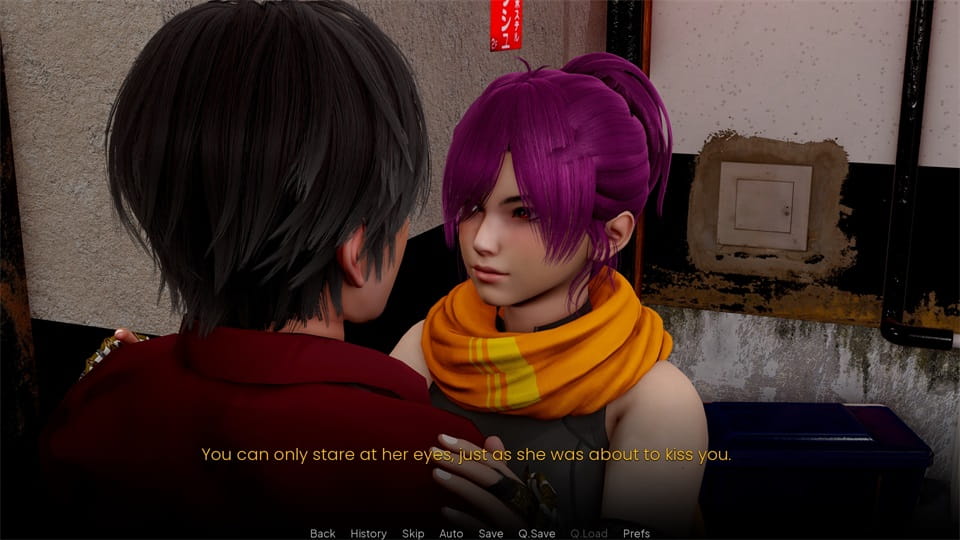 You can only stare at her eyes, just as she was about to kiss you.
Back History Skip Auto Save Q.Save Q.Load Prefs